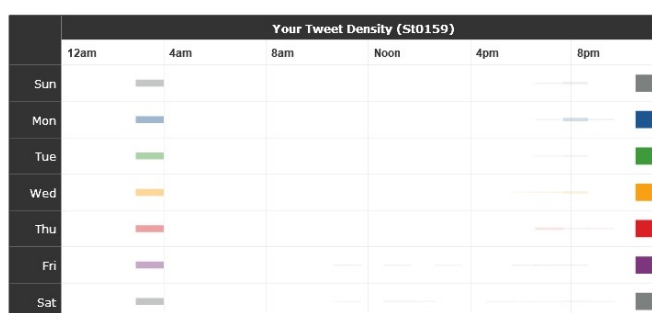 Your Tweet Density (St0159)
12am 4am 8am Noon 4pm 8pm
Sun
Mon
Tue
Wed
Thu
Fri
Sat